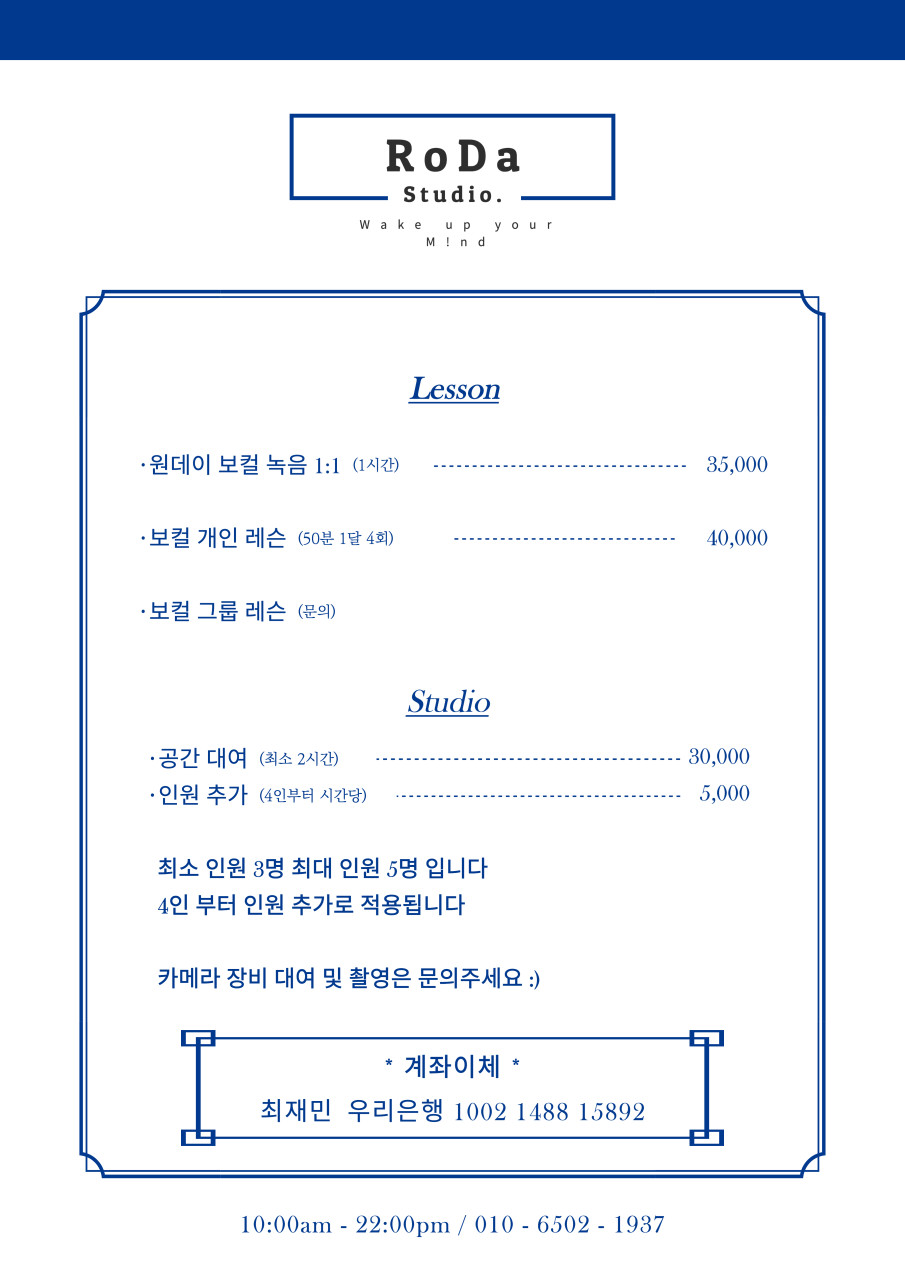 RoDa
Studio.
Wake up your
M!nd
Lesson
·원데이 보컬 녹음 1:1 (1시간) 35,000
·보컬 개인 레슨 (50분 1달 4회) 40,000
·보컬 그룹 레슨 (문의)
Studio
·공간 대여 (최소 2시간) 30,000
·인원 추가 (4인부터 시간당) 5,000
최소 인원 3명 최대 인원 5명 입니다
4인 부터 인원 추가로 적용됩니다
카메라 장비 대여 및 촬영은 문의주세요 :)
* 계좌이체 *
최재민 우리은행 1002 1488 15892
10:00am - 22:00pm / 010 - 6502 - 1937